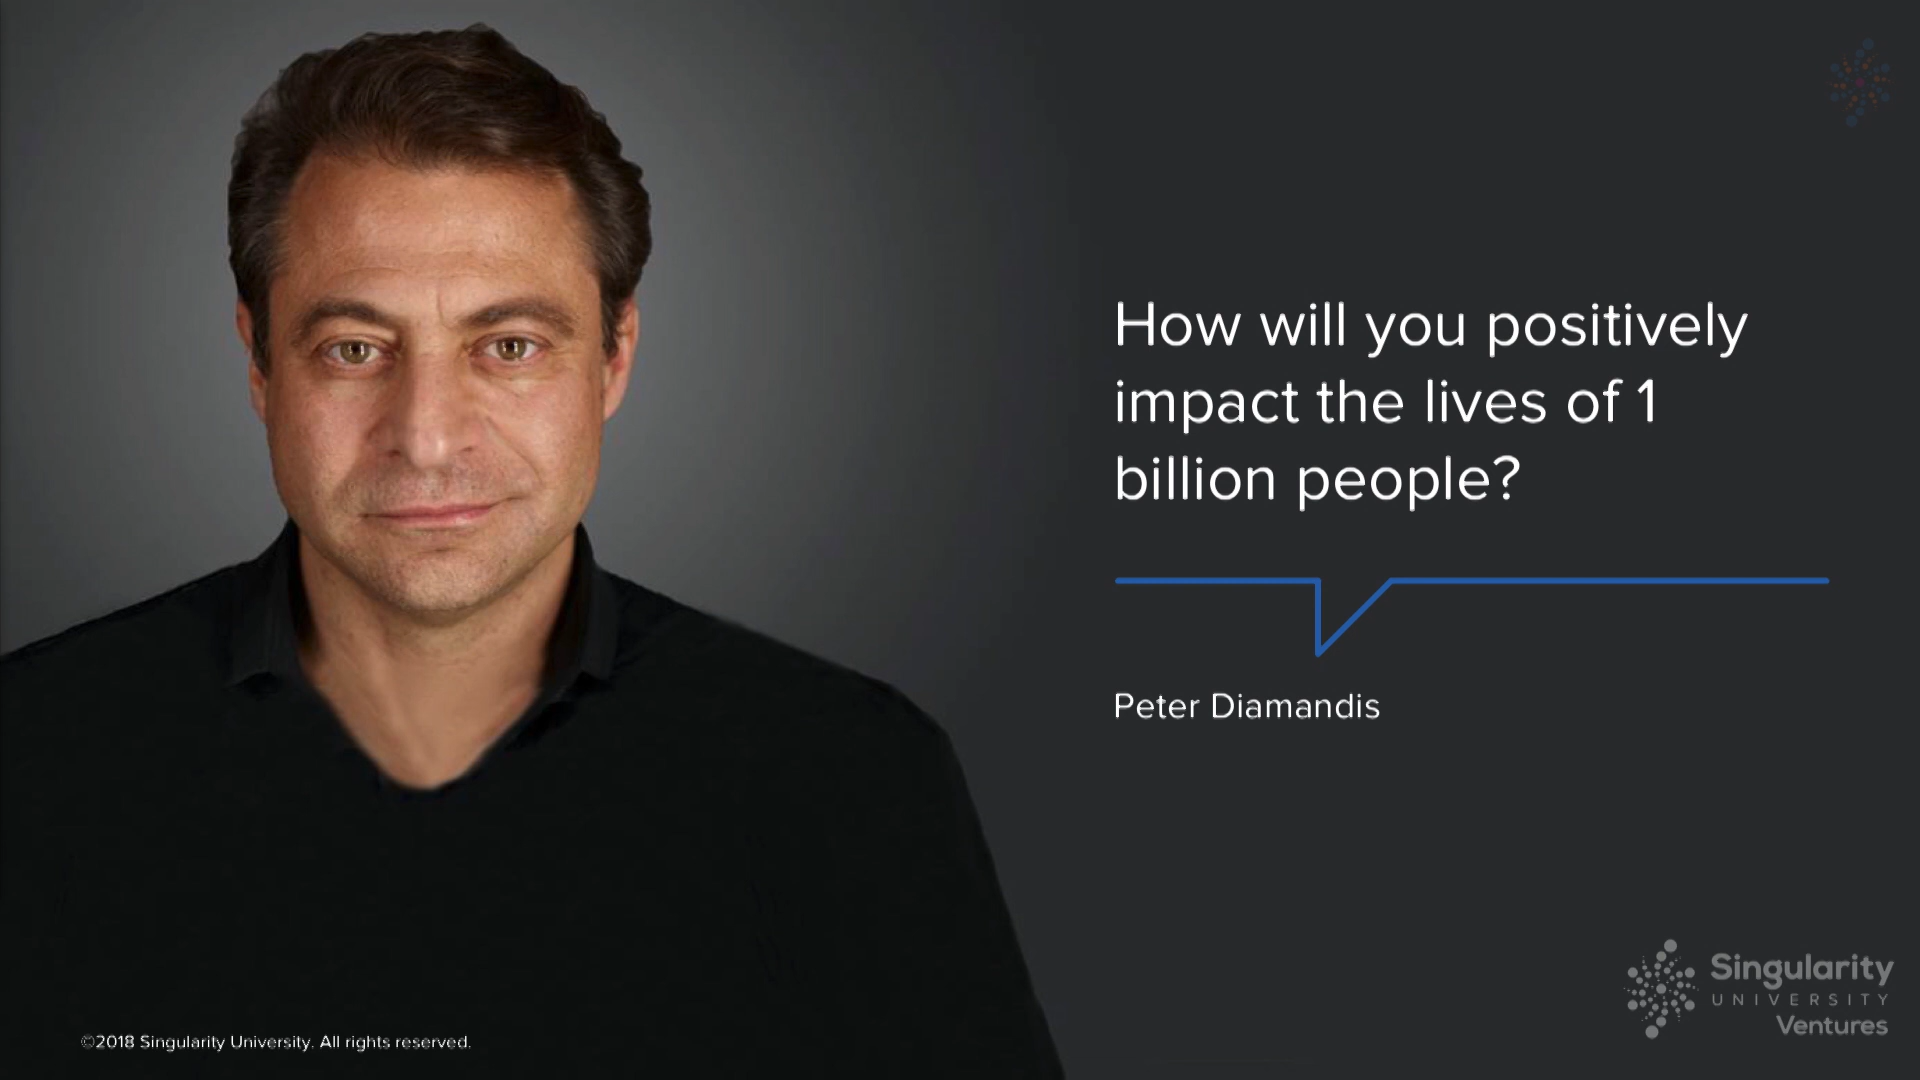 How will you positively
impact the lives of 1
billion people?
Peter Diamandis
Singularity
UNIVERSITY
Ventures
©2018 Singularity University. All rights reserved.